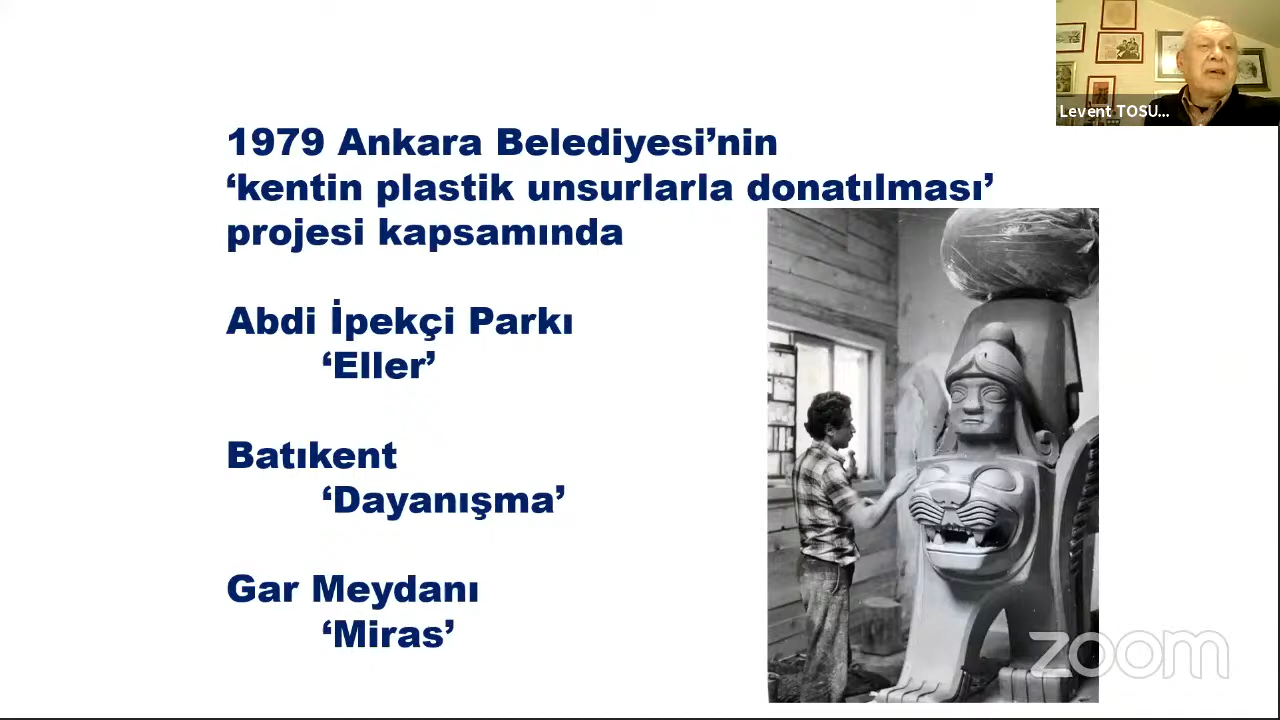 Levent TOSU...
1979 Ankara Belediyesi’nin
‘kentin plastik unsurlarla donatılması’
projesi kapsamında
Abdi İpekçi Parkı
‘Eller’
Batıkent
‘Dayanışma’
Gar Meydanı
‘Miras’
zoom